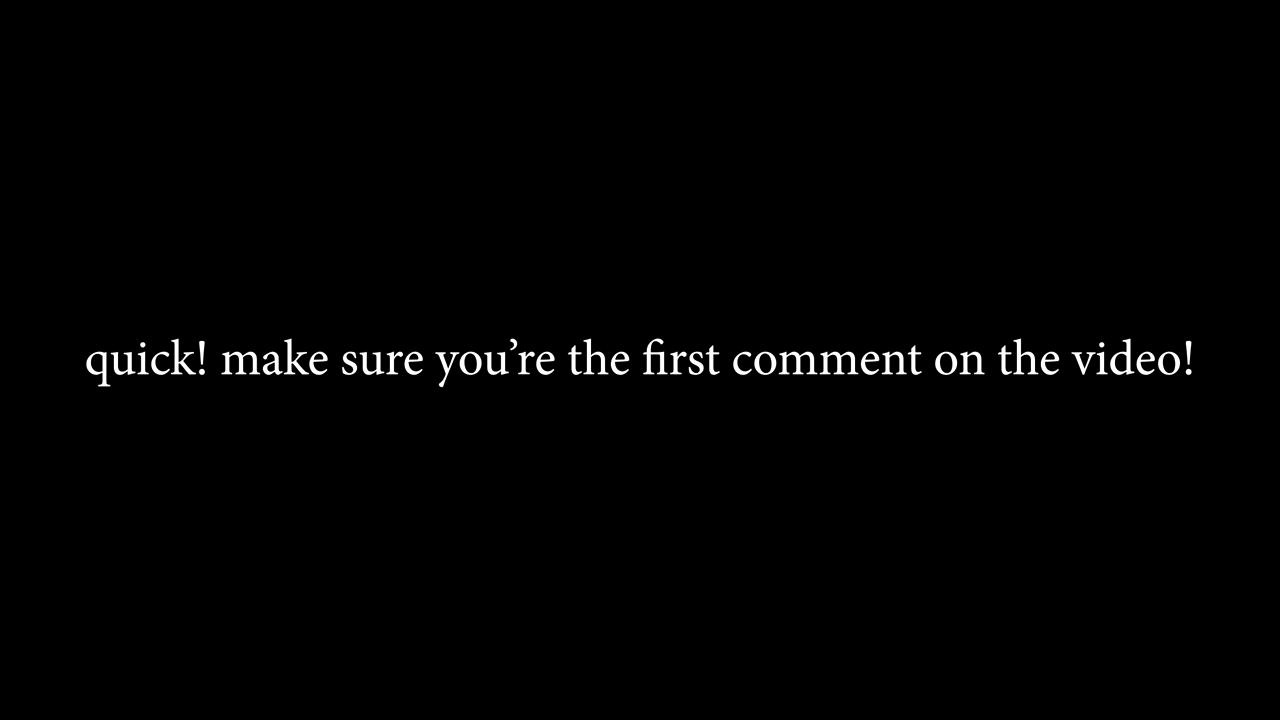 quick! make sure you’re the first comment on the video!